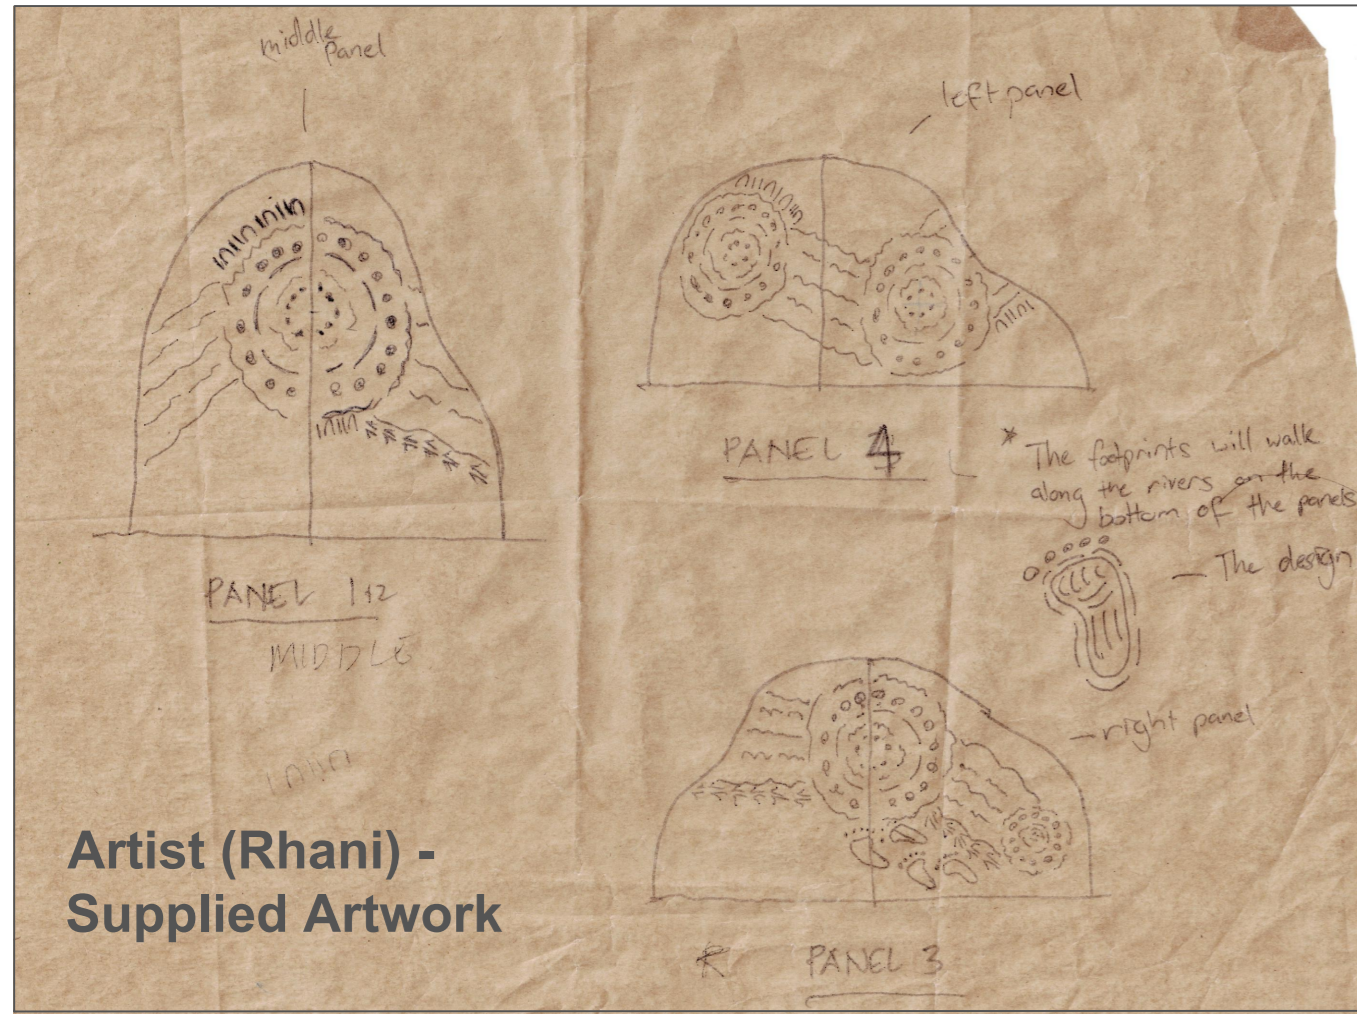 middle
Panel
left panel
PANEL 4
* The footprints will walk
along the rivers on the
bottom of the panels
— The design
PANEL 1+2
MIDDLE
— right panel
Artist (Rhani) -
Supplied Artwork
R PANEL 3